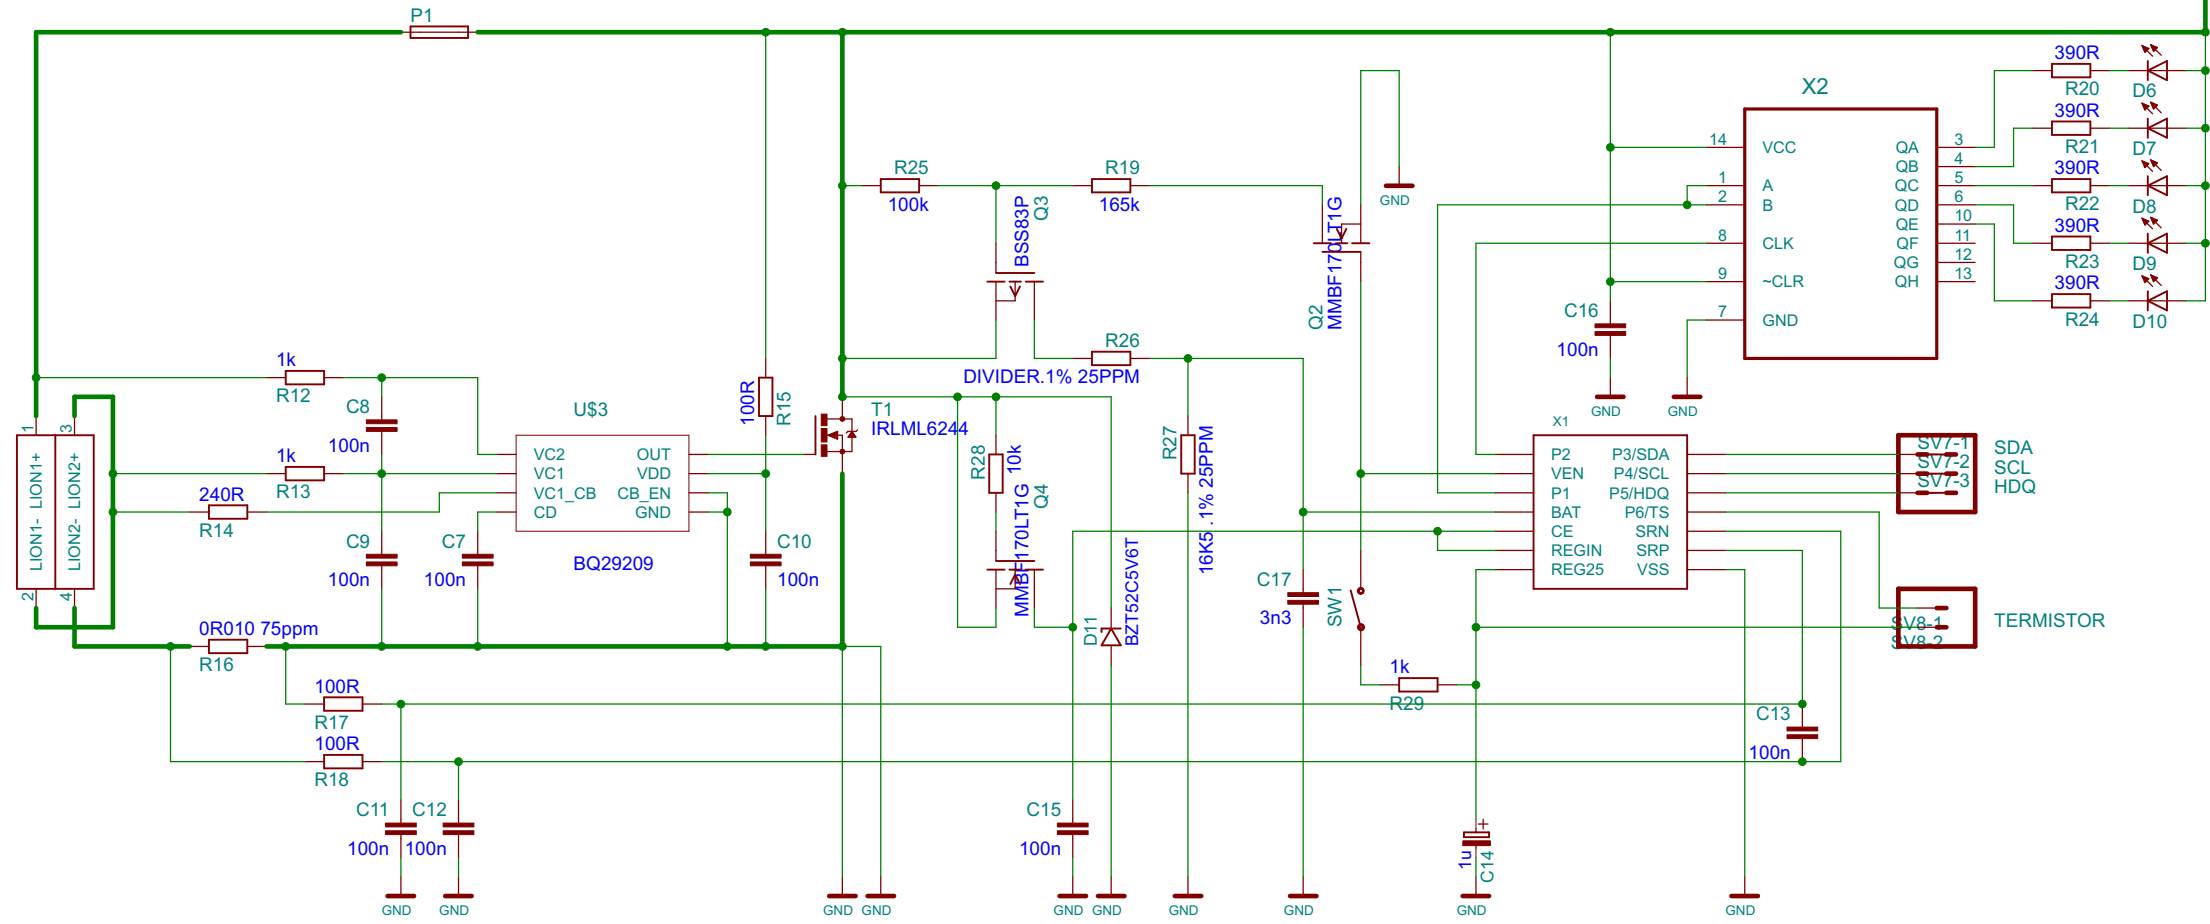 P1
X2
390R
R20
D6
390R
R21
D7
390R
R22
D8
390R
R23
D9
390R
R24
D10
14 VCC
1 A
2 B
8 CLK
9 ~CLR
7 GND
QA 3
QB 4
QC 5
QD 6
QE 10
QF 11
QG 12
QH 13
C16
100n
GND
GND
R25
100k
BSS83P
Q3
R19
165k
GND
MMBF170LT1G
Q2
R26
DIVIDER.1% 25PPM
1k
R12
C8
100n
1k
R13
240R
R14
C9
100n
C7
100n
U$3
VC2
VC1
VC1_CB
CD
OUT
VDD
CB_EN
GND
BQ29209
100R
R15
C10
100n
T1
IRLML6244
R28
10k
MMBF170LT1G
Q4
D11
BZT52C5V6T
R27
16K5 .1% 25PPM
C17
3n3
SW1
1k
R29
X1
P2
VEN
P1
BAT
CE
REGIN
REG25
P3/SDA
P4/SCL
P5/HDQ
P6/TS
SRN
SRP
VSS
SV7-1
SV7-2
SV7-3
SDA
SCL
HDQ
SV8-1
SV8-2
TERMISTOR
1
3
LION1- LION1+
LION2- LION2+
2
4
0R010 75ppm
R16
100R
R17
100R
R18
C13
100n
C11
100n
C12
100n
C15
100n
1u
C14
+
GND
GND
GND
GND
GND
GND
GND
GND
GND
GND